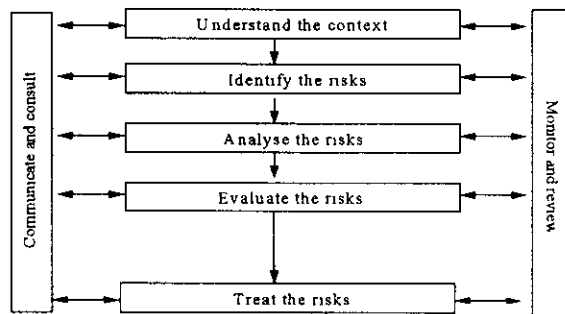 Understand the context
Identify the risks
Analyse the risks
Evaluate the risks
Treat the risks
Communicate and consult
Monitor and review